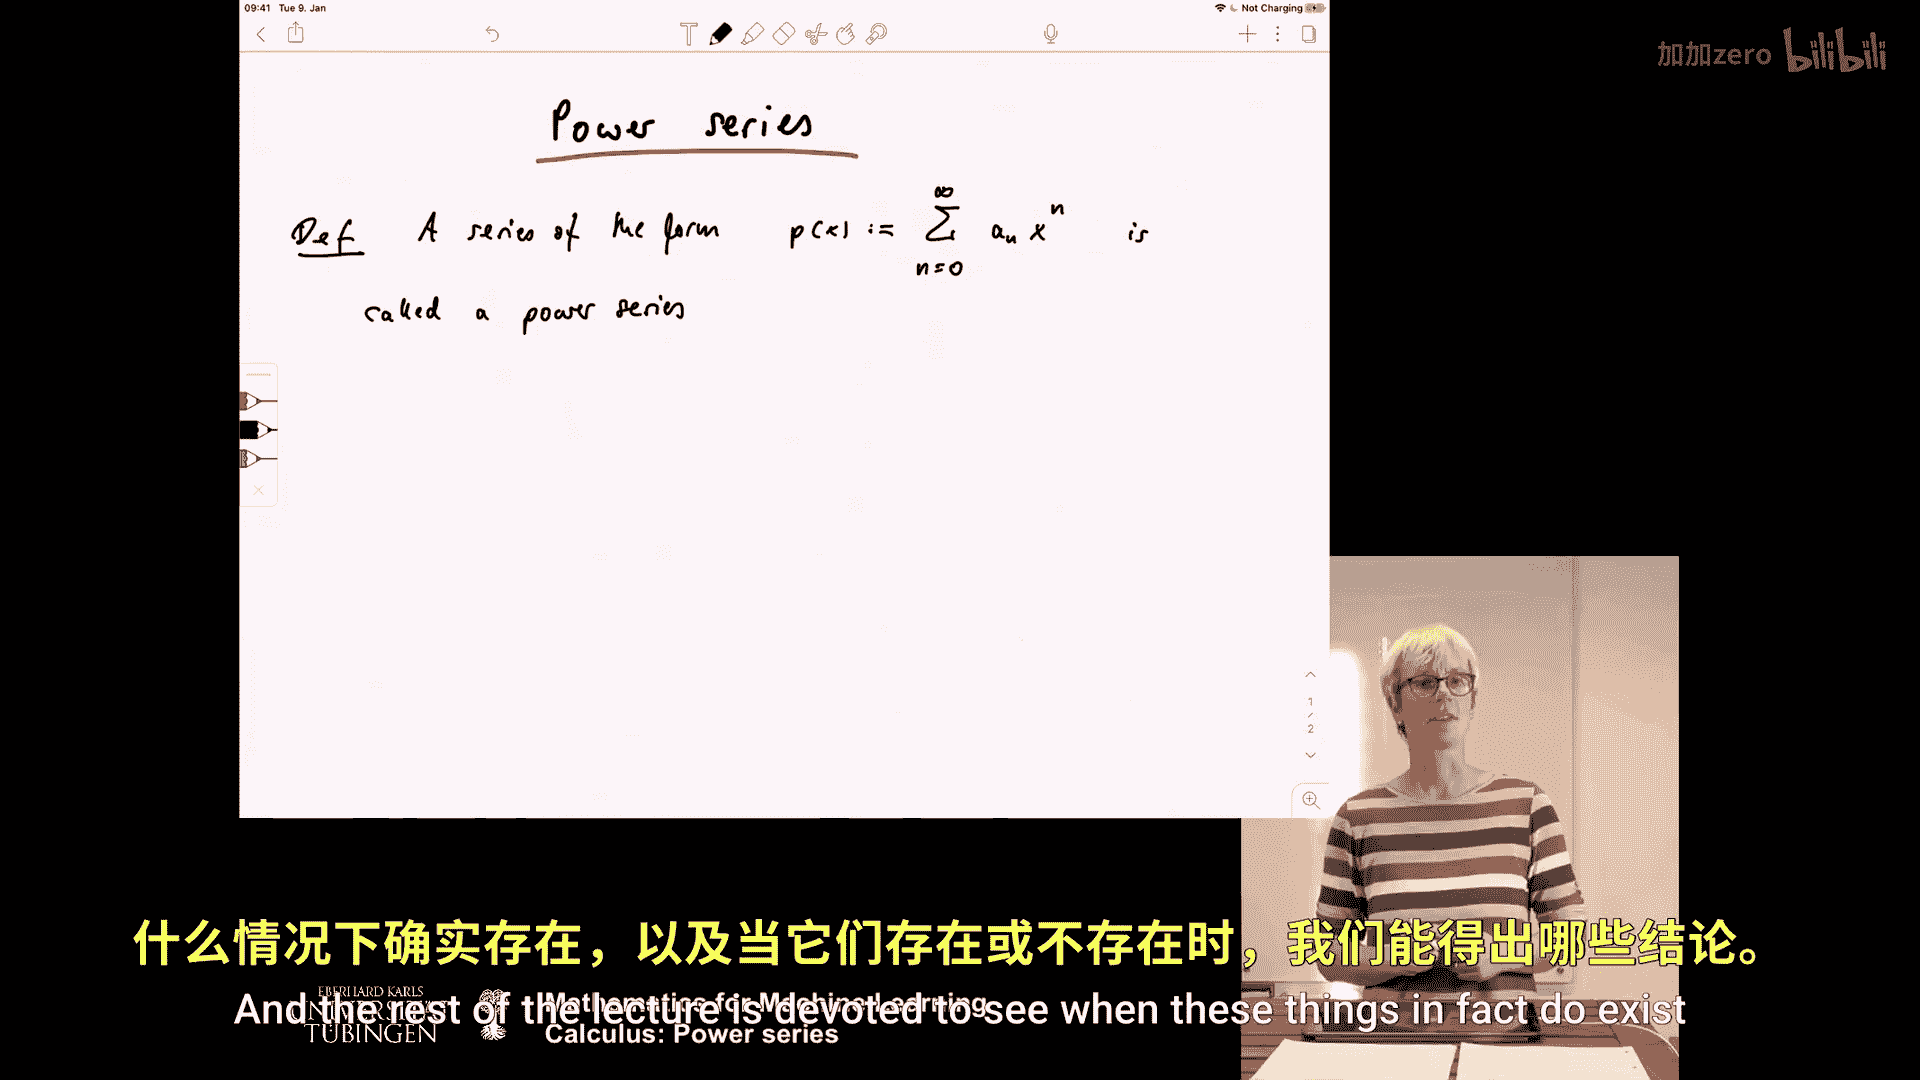 09:41 Tue 9. Jan
Not Charging
加加zero bilibili
Power series
Def A series of the form p(x) := ∑_{n=0}^{∞} a_n x^n is
called a power series
1
/
2
什么情况下确实存在，以及当它们存在或不存在时，我们能得出哪些结论。
EBERHARD KARLS
UNIVERSITÄT
TÜBINGEN
Mathematics for Machine Learning
And the rest of the lecture is devoted to see when these things in fact do exist
Calculus: Power series